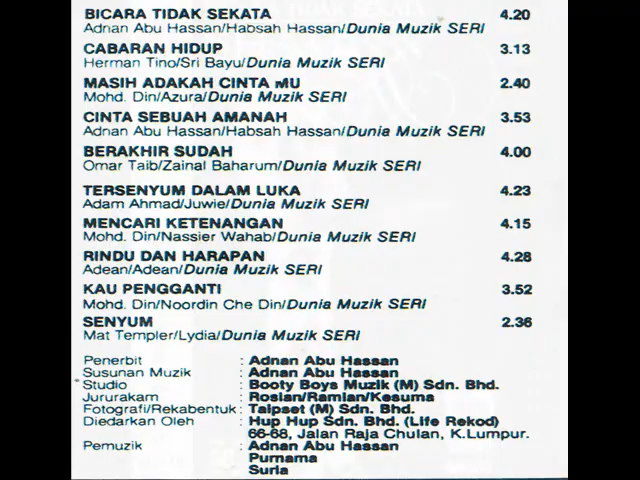 BICARA TIDAK SEKATA 4.20
Adnan Abu Hassan/Habsah Hassan/Dunia Muzik SERI
CABARAN HIDUP 3.13
Herman Tino/Sri Bayu/Dunia Muzik SERI
MASIH ADAKAH CINTA MU 2.40
Mohd. Din/Azura/Dunia Muzik SERI
CINTA SEBUAH AMANAH 3.53
Adnan Abu Hassan/Habsah Hassan/Dunia Muzik SERI
BERAKHIR SUDAH 4.00
Omar Taib/Zainal Baharum/Dunia Muzik SERI
TERSENYUM DALAM LUKA 4.23
Adam Ahmad/Juwie/Dunia Muzik SERI
MENCARI KETENANGAN 4.15
Mohd. Din/Nassier Wahab/Dunia Muzik SERI
RINDU DAN HARAPAN 4.28
Adean/Adean/Dunia Muzik SERI
KAU PENGGANTI 3.52
Mohd. Din/Noordin Che Din/Dunia Muzik SERI
SENYUM 2.36
Mat Templer/Lydia/Dunia Muzik SERI
Penerbit : Adnan Abu Hassan
Susunan Muzik : Adnan Abu Hassan
Studio : Booty Boys Muzik (M) Sdn. Bhd.
Jururakam : Roslan/Ramlan/Kesuma
Fotografi/Rekabentuk : Taipset (M) Sdn. Bhd.
Diedarkan Oleh : Hup Hup Sdn. Bhd. (Life Rekod)
66-68, Jalan Raja Chulan, K.Lumpur.
Pemuzik : Adnan Abu Hassan
Purnama
Suria